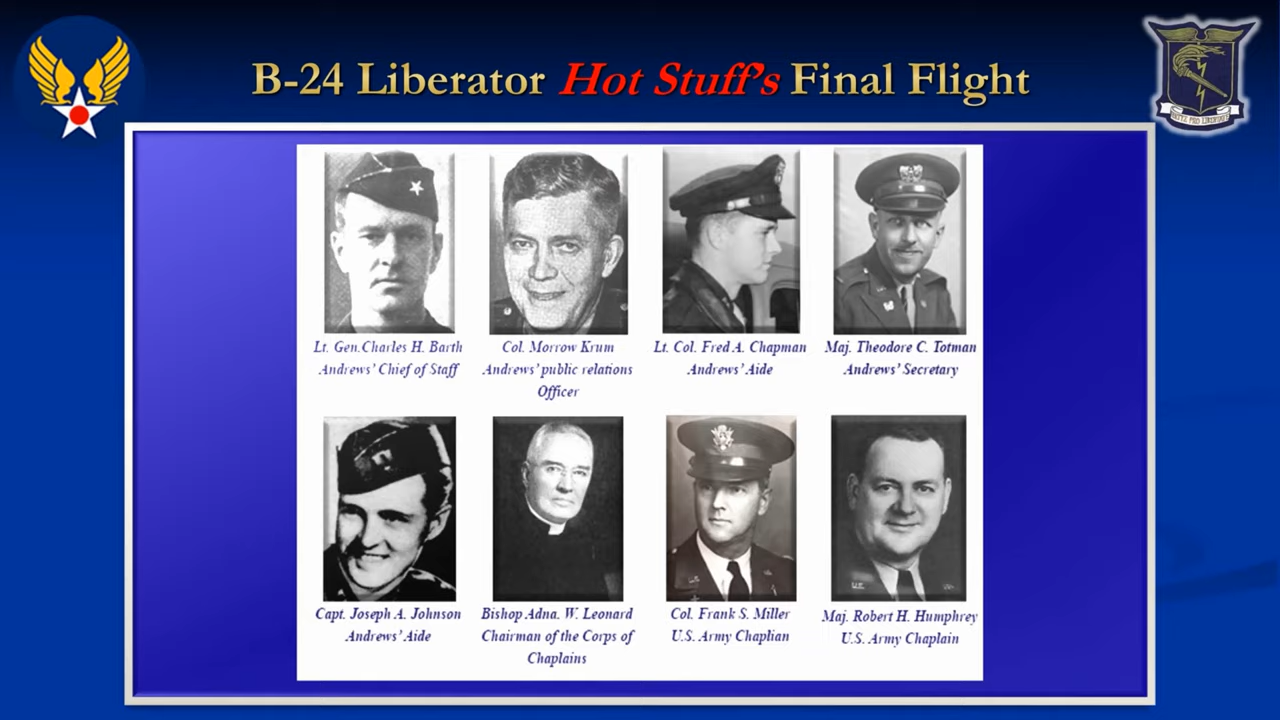 B-24 Liberator Hot Stuff's Final Flight
Lt. Gen.Charles H. Barth
Andrews' Chief of Staff
Col. Morrow Krum
Andrews' public relations
Officer
Lt. Col. Fred A. Chapman
Andrews' Aide
Maj. Theodore C. Totman
Andrews' Secretary
Capt. Joseph A. Johnson
Andrews' Aide
Bishop Adna. W. Leonard
Chairman of the Corps of
Chaplains
Col. Frank S. Miller
U.S. Army Chaplian
Maj. Robert H. Humphrey
U.S. Army Chaplain